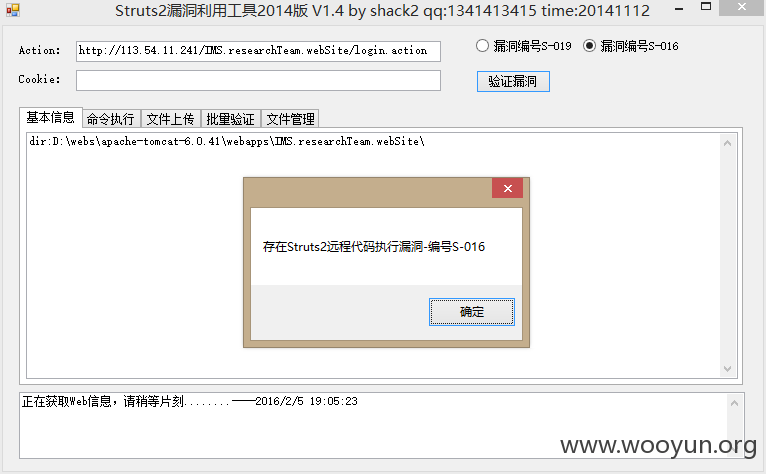 Struts2漏洞利用工具2014版 V1.4 by shack2 qq:1341413415 time:20141112
Action: http://113.54.11.241/IMS.researchTeam.webSite/login.action 漏洞编号S-019 漏洞编号S-016
Cookie: 验证漏洞
基本信息 命令执行 文件上传 批量验证 文件管理
dir:D:\webs\apache-tomcat-6.0.41\webapps\IMS.researchTeam.webSite\
存在Struts2远程代码执行漏洞-编号S-016
确定
正在获取Web信息，请稍等片刻........——2016/2/5 19:05:23
www.wooyun.org